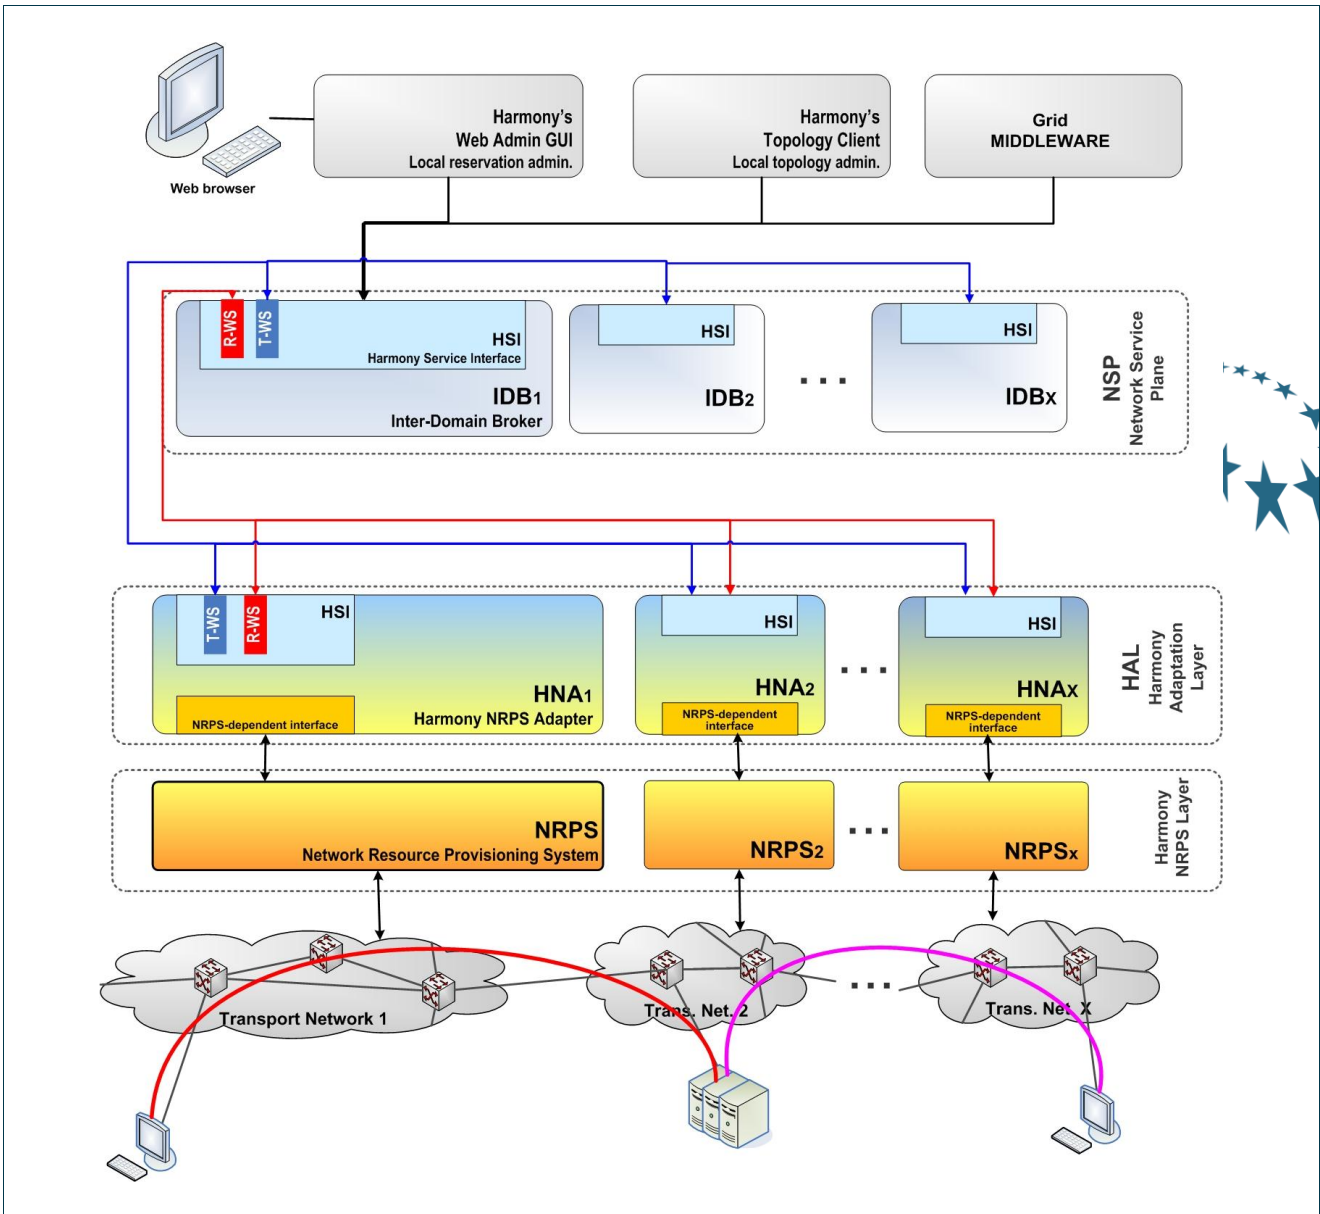 Harmony's
Web Admin GUI
Local reservation admin.
Harmony's
Topology Client
Local topology admin.
Grid
MIDDLEWARE
Web browser
R-WS
T-WS
HSI
Harmony Service Interface
IDB1
Inter-Domain Broker
HSI
IDB2
...
HSI
IDBX
NSP
Network Service
Plane
T-WS
R-WS
HSI
HNA1
Harmony NRPS Adapter
NRPS-dependent interface
HSI
HNA2
NRPS-dependent
interface
...
HSI
HNAX
NRPS-dependent
interface
HAL
Harmony
Adaptation
Layer
NRPS
Network Resource Provisioning System
NRPS2
...
NRPSX
Harmony
NRPS Layer
Transport Network 1
Trans. Net. 2
...
Trans. Net. X